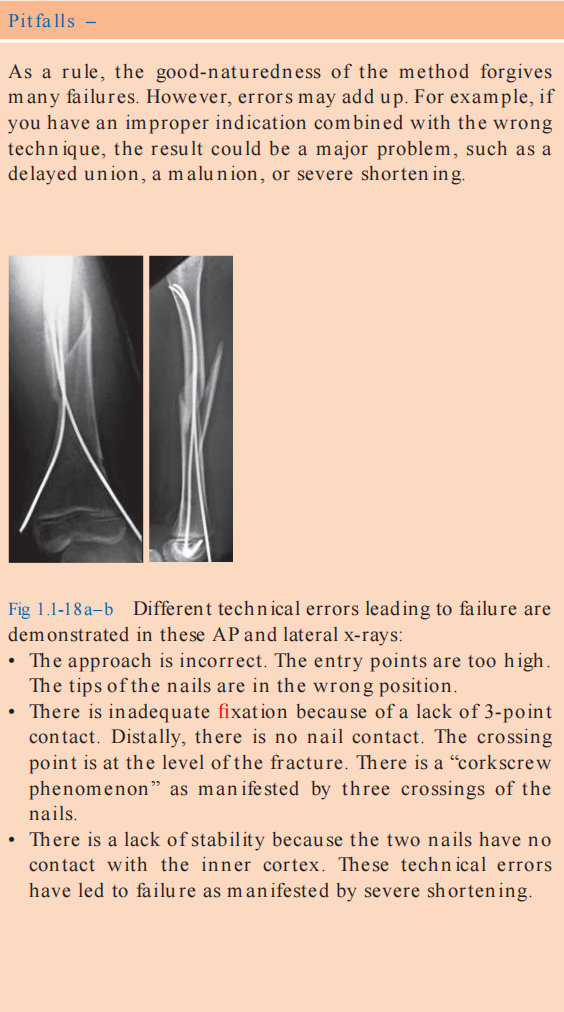 Pitfalls –
As a rule, the good-naturedness of the method forgives
many failures. However, errors may add up. For example, if
you have an improper indication combined with the wrong
technique, the result could be a major problem, such as a
delayed union, a malunion, or severe shortening.
Fig 1.1-18a–b Different technical errors leading to failure are
demonstrated in these AP and lateral x-rays:
• The approach is incorrect. The entry points are too high.
The tips of the nails are in the wrong position.
• There is inadequate fixation because of a lack of 3-point
contact. Distally, there is no nail contact. The crossing
point is at the level of the fracture. There is a “corkscrew
phenomenon” as manifested by three crossings of the
nails.
• There is a lack of stability because the two nails have no
contact with the inner cortex. These technical errors
have led to failure as manifested by severe shortening.